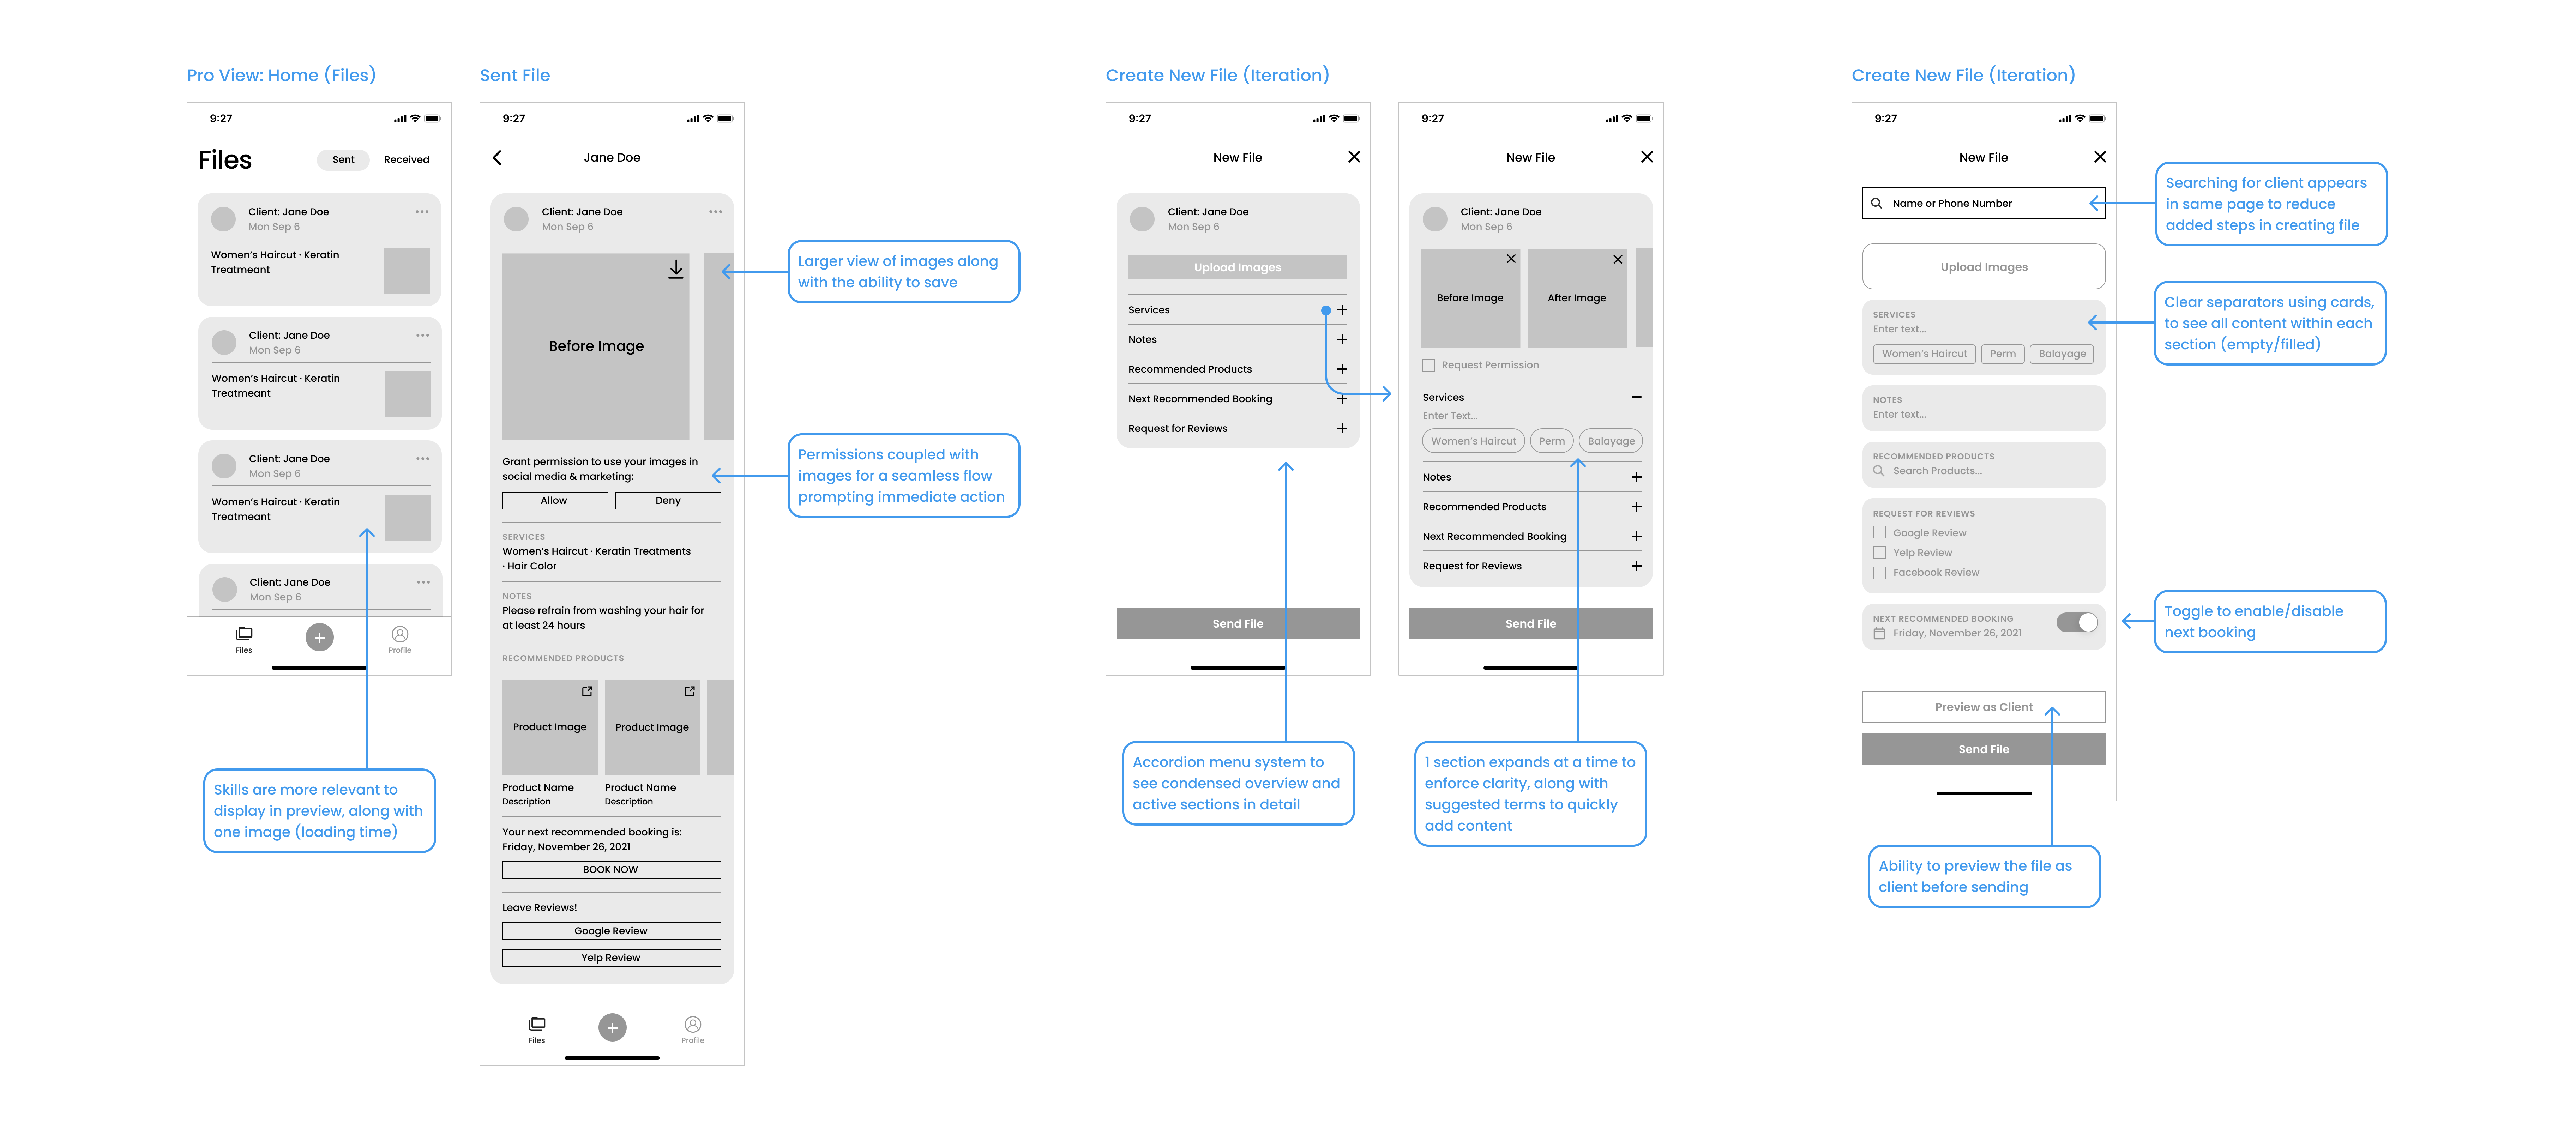 Pro View: Home (Files)
9:27
Files
Sent
Received
Client: Jane Doe
Mon Sep 6
Women's Haircut · Keratin
Treatmeant
Client: Jane Doe
Mon Sep 6
Women's Haircut · Keratin
Treatmeant
Client: Jane Doe
Mon Sep 6
Women's Haircut · Keratin
Treatmeant
Client: Jane Doe
Mon Sep 6
Files
Profile
Skills are more relevant to
display in preview, along with
one image (loading time)
Sent File
9:27
Jane Doe
Client: Jane Doe
Mon Sep 6
Before Image
Grant permission to use your images in
social media & marketing:
Allow
Deny
SERVICES
Women's Haircut · Keratin Treatments
· Hair Color
NOTES
Please refrain from washing your hair for
at least 24 hours
RECOMMENDED PRODUCTS
Product Image
Product Image
Product Name
Description
Product Name
Description
Your next recommended booking is:
Friday, November 26, 2021
BOOK NOW
Leave Reviews!
Google Review
Yelp Review
Files
Profile
Larger view of images along
with the ability to save
Permissions coupled with
images for a seamless flow
prompting immediate action
Create New File (Iteration)
9:27
New File
Client: Jane Doe
Mon Sep 6
Upload Images
Services
Notes
Recommended Products
Next Recommended Booking
Request for Reviews
Send File
Accordion menu system to
see condensed overview and
active sections in detail
9:27
New File
Client: Jane Doe
Mon Sep 6
Before Image
After Image
Request Permission
Services
Enter Text...
Women's Haircut
Perm
Balayage
Notes
Recommended Products
Next Recommended Booking
Request for Reviews
Send File
1 section expands at a time to
enforce clarity, along with
suggested terms to quickly
add content
Create New File (Iteration)
9:27
New File
Name or Phone Number
Upload Images
SERVICES
Enter text...
Women's Haircut
Perm
Balayage
NOTES
Enter text...
RECOMMENDED PRODUCTS
Search Products...
REQUEST FOR REVIEWS
Google Review
Yelp Review
Facebook Review
NEXT RECOMMENDED BOOKING
Friday, November 26, 2021
Preview as Client
Send File
Searching for client appears
in same page to reduce
added steps in creating file
Clear separators using cards,
to see all content within each
section (empty/filled)
Toggle to enable/disable
next booking
Ability to preview the file as
client before sending